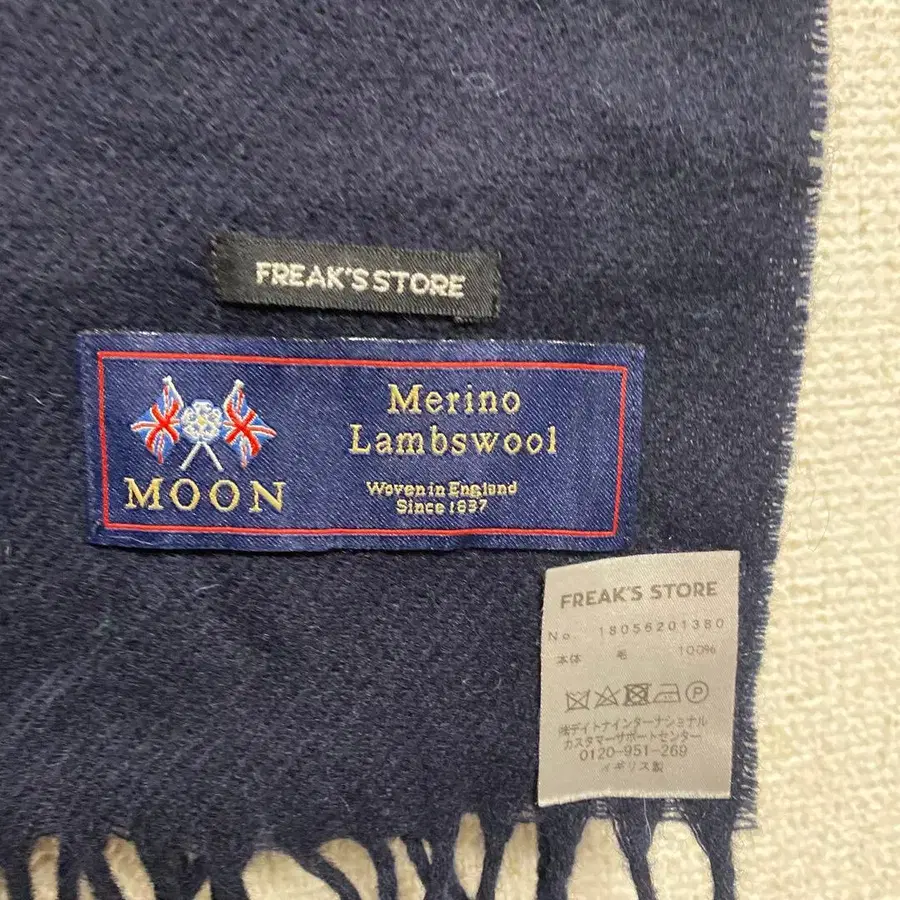 FREAK'S STORE
MOON
Merino
Lambswool
Woven in England
Since 1837
FREAK'S STORE
No. 18056201380
本体 毛 100%
㈱デイトナインターナショナル
カスタマーサポートセンター
0120-951-269
イギリス製